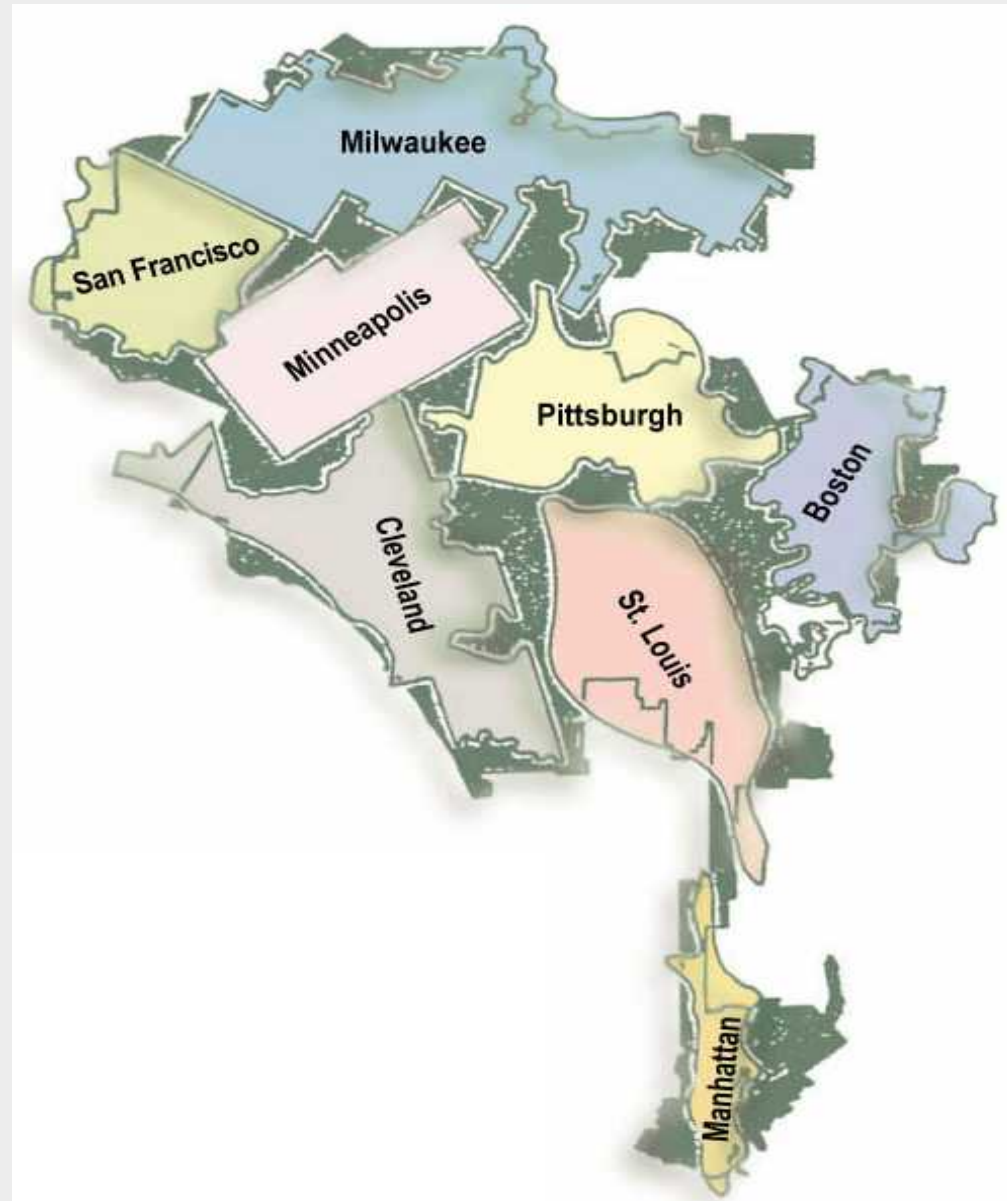 Milwaukee
San Francisco
Minneapolis
Pittsburgh
Boston
Cleveland
St. Louis
Manhattan